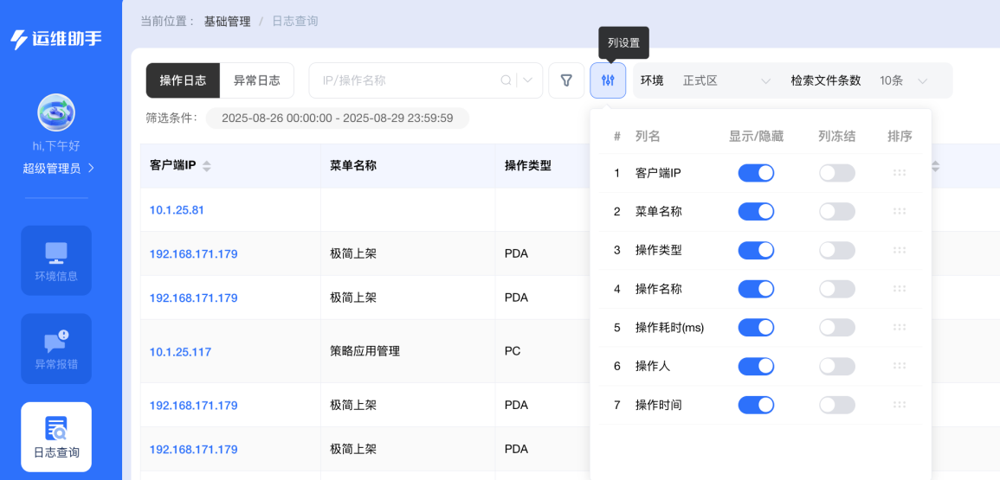 当前位置： 基础管理 / 日志查询
运维助手
列设置
操作日志 异常日志 IP/操作名称 环境 正式区 检索文件条数 10条
筛选条件： 2025-08-26 00:00:00 - 2025-08-29 23:59:59
hi,下午好
超级管理员
环境信息
异常报错
日志查询
客户端IP 菜单名称 操作类型
10.1.25.81
192.168.171.179 极简上架 PDA
192.168.171.179 极简上架 PDA
10.1.25.117 策略应用管理 PC
192.168.171.179 极简上架 PDA
192.168.171.179 极简上架 PDA
# 列名 显示/隐藏 列冻结 排序
1 客户端IP
2 菜单名称
3 操作类型
4 操作名称
5 操作耗时(ms)
6 操作人
7 操作时间